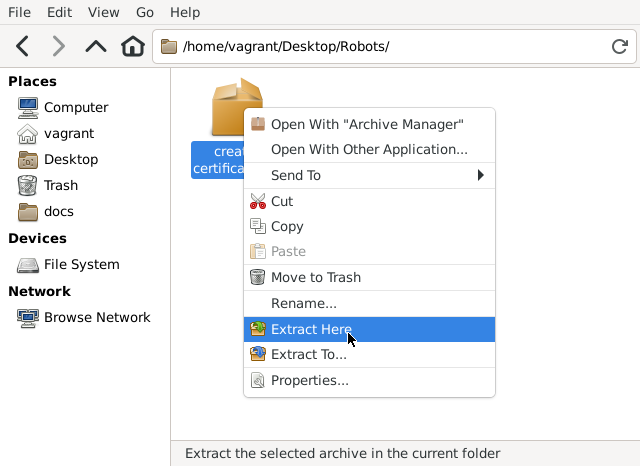 File Edit View Go Help
/home/vagrant/Desktop/Robots/
Places
Computer
vagrant
Desktop
Trash
docs
Devices
File System
Network
Browse Network
Open With "Archive Manager"
Open With Other Application...
Send To
Cut
Copy
Paste
Move to Trash
Rename...
Extract Here
Extract To...
Properties...
Extract the selected archive in the current folder